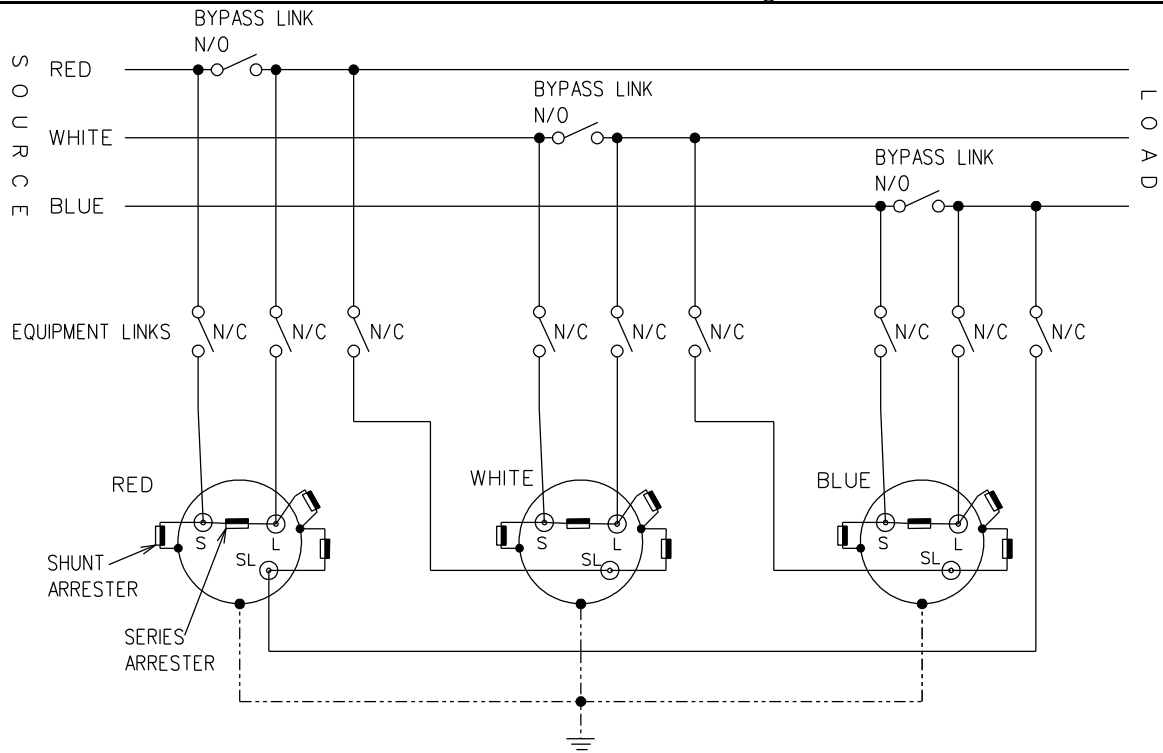 BYPASS LINK
N/O
SOURCE
RED
BYPASS LINK
N/O
LOAD
WHITE
BYPASS LINK
N/O
BLUE
EQUIPMENT LINKS
N/C
N/C
N/C
N/C
N/C
N/C
N/C
N/C
N/C
RED
WHITE
BLUE
S
L
SL
S
L
SL
S
L
SL
SHUNT
ARRESTER
SERIES
ARRESTER